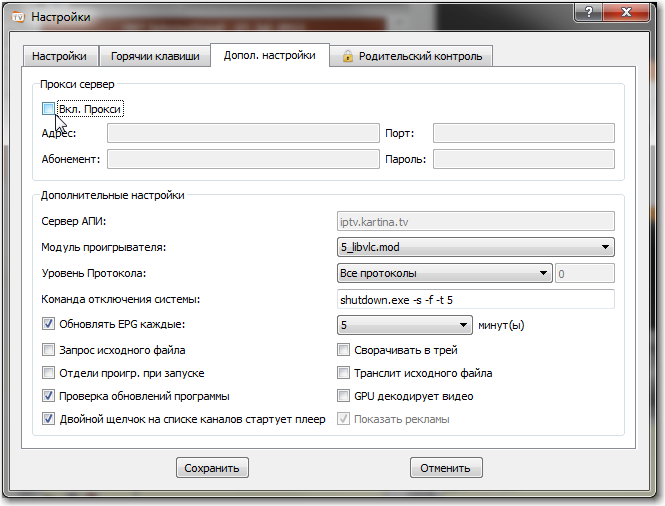 Настройки
Настройки Горячии клавиши Допол. настройки Родительский контроль
Прокси сервер
Вкл. Прокси
Адрес: Порт:
Абонемент: Пароль:
Дополнительные настройки
Сервер АПИ: iptv.kartina.tv
Модуль проигрывателя: 5_libvlc.mod
Уровень Протокола: Все протоколы 0
Команда отключения системы: shutdown.exe -s -f -t 5
Обновлять EPG каждые: 5 минут(ы)
Запрос исходного файла Сворачивать в трей
Отдели проигр. при запуске Транслит исходного файла
Проверка обновлений программы GPU декодирует видео
Двойной щелчок на списке каналов стартует плеер Показать рекламы
Сохранить Отменить